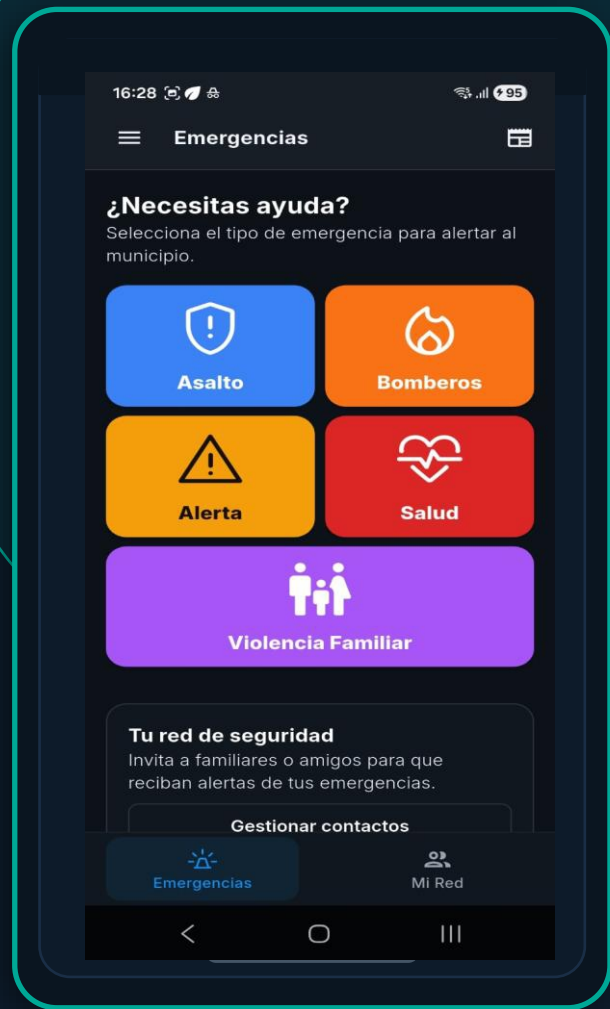 16:28
95
Emergencias
¿Necesitas ayuda?
Selecciona el tipo de emergencia para alertar al
municipio.
Asalto
Bomberos
Alerta
Salud
Violencia Familiar
Tu red de seguridad
Invita a familiares o amigos para que
reciban alertas de tus emergencias.
Gestionar contactos
Emergencias
Mi Red